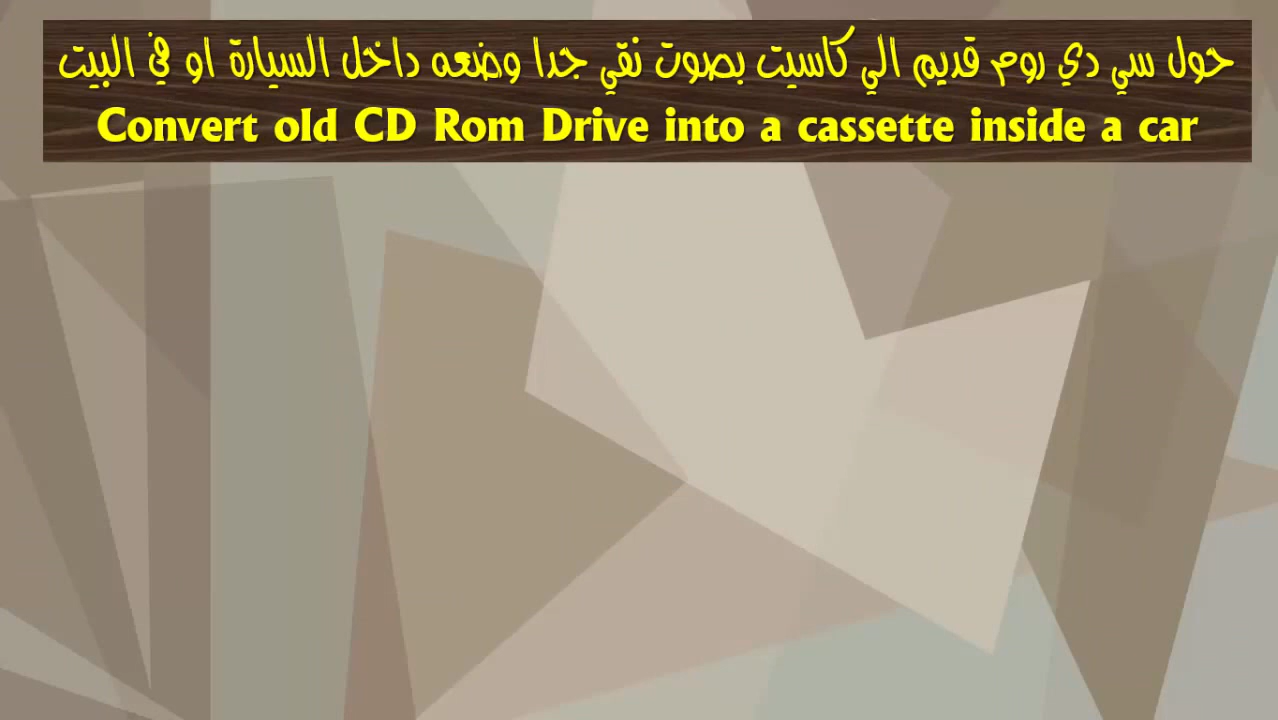 حول سي دي روم قديم الي كاسيت بصوت نقي جدا وضعه داخل السيارة او في البيت
Convert old CD Rom Drive into a cassette inside a car